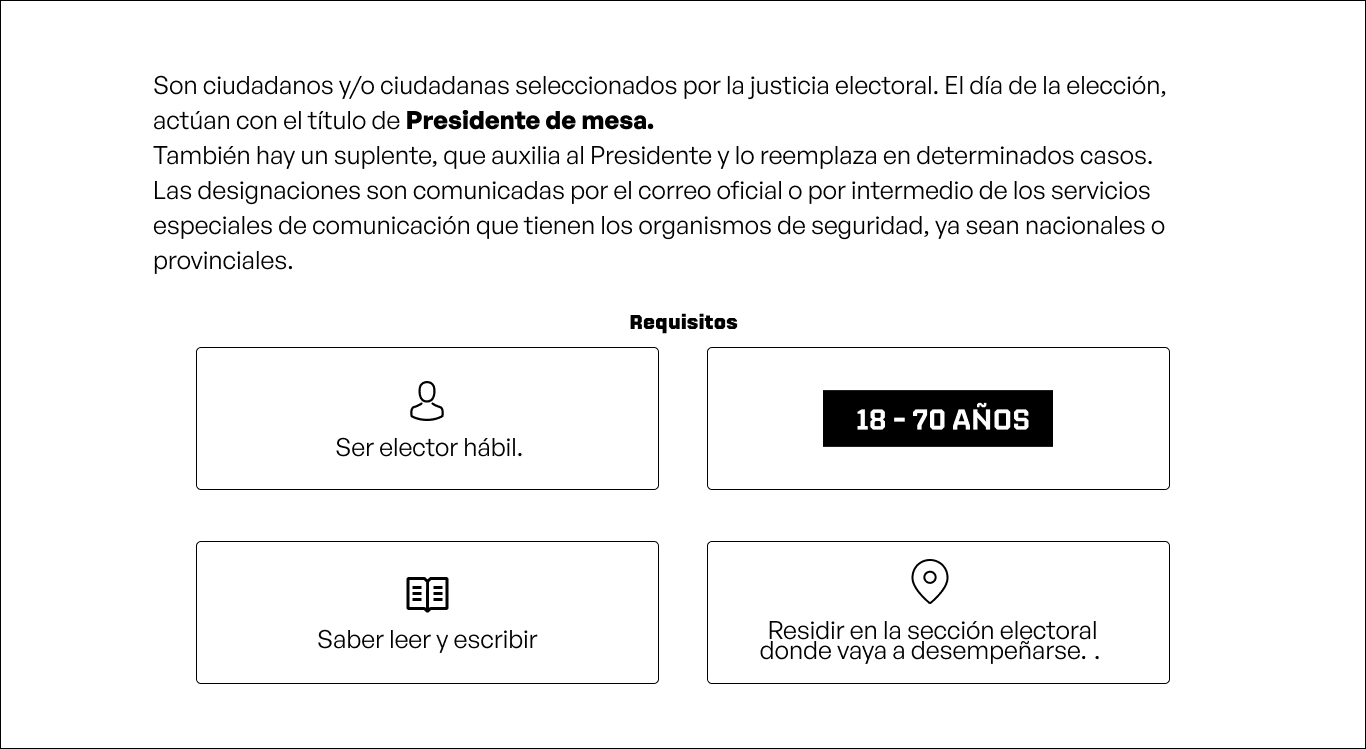 Son ciudadanos y/o ciudadanas seleccionados por la justicia electoral. El día de la elección,
actúan con el título de Presidente de mesa.
También hay un suplente, que auxilia al Presidente y lo reemplaza en determinados casos.
Las designaciones son comunicadas por el correo oficial o por intermedio de los servicios
especiales de comunicación que tienen los organismos de seguridad, ya sean nacionales o
provinciales.
Requisitos
Ser elector hábil.
18 - 70 AÑOS
Saber leer y escribir
Residir en la sección electoral
donde vaya a desempeñarse. .